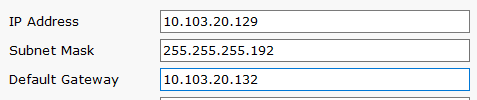 IP Address 10.103.20.129
Subnet Mask 255.255.255.192
Default Gateway 10.103.20.132